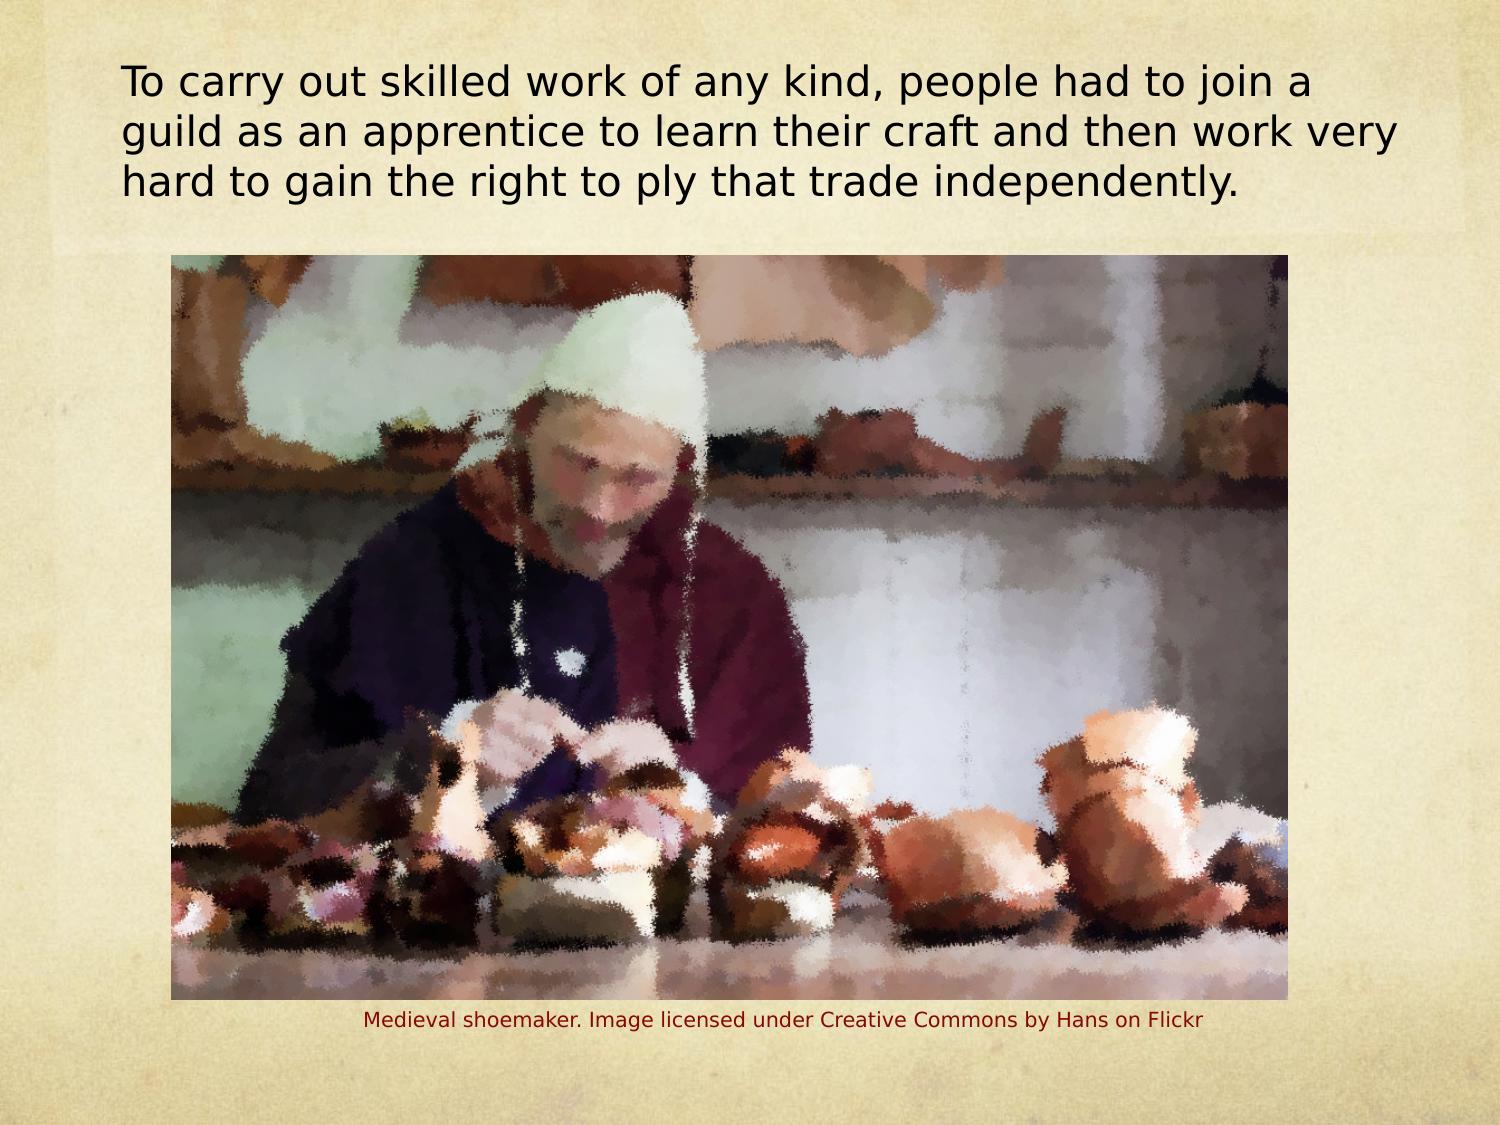 To carry out skilled work of any kind, people had to join a
guild as an apprentice to learn their craft and then work very
hard to gain the right to ply that trade independently.
Medieval shoemaker. Image licensed under Creative Commons by Hans on Flickr